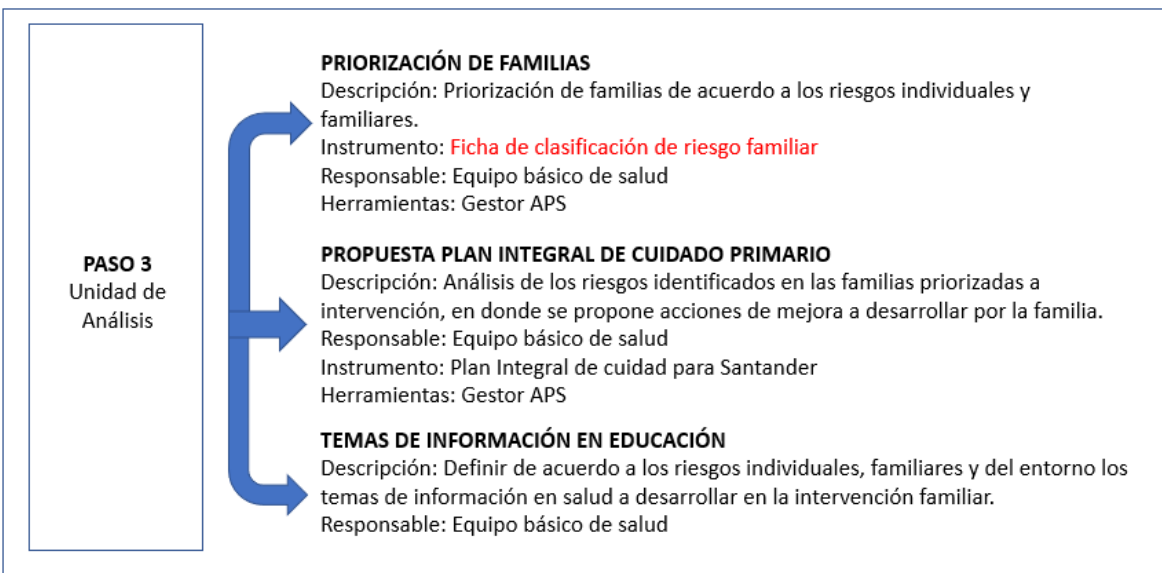 PASO 3
Unidad de
Análisis
PRIORIZACIÓN DE FAMILIAS
Descripción: Priorización de familias de acuerdo a los riesgos individuales y
familiares.
Instrumento: Ficha de clasificación de riesgo familiar
Responsable: Equipo básico de salud
Herramientas: Gestor APS
PROPUESTA PLAN INTEGRAL DE CUIDADO PRIMARIO
Descripción: Análisis de los riesgos identificados en las familias priorizadas a
intervención, en donde se propone acciones de mejora a desarrollar por la familia.
Responsable: Equipo básico de salud
Instrumento: Plan Integral de cuidad para Santander
Herramientas: Gestor APS
TEMAS DE INFORMACIÓN EN EDUCACIÓN
Descripción: Definir de acuerdo a los riesgos individuales, familiares y del entorno los
temas de información en salud a desarrollar en la intervención familiar.
Responsable: Equipo básico de salud